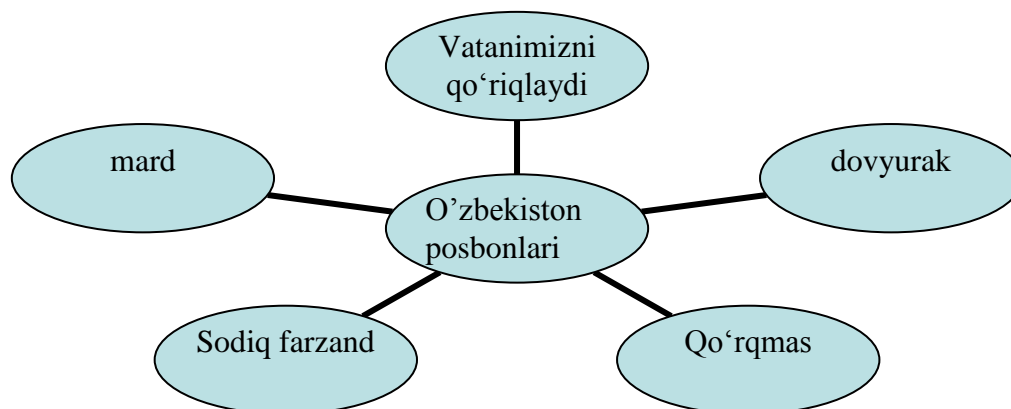 Vatanimizni
qo‘riqlaydi
mard
dovyurak
O’zbekiston
posbonlari
Sodiq farzand
Qo‘rqmas